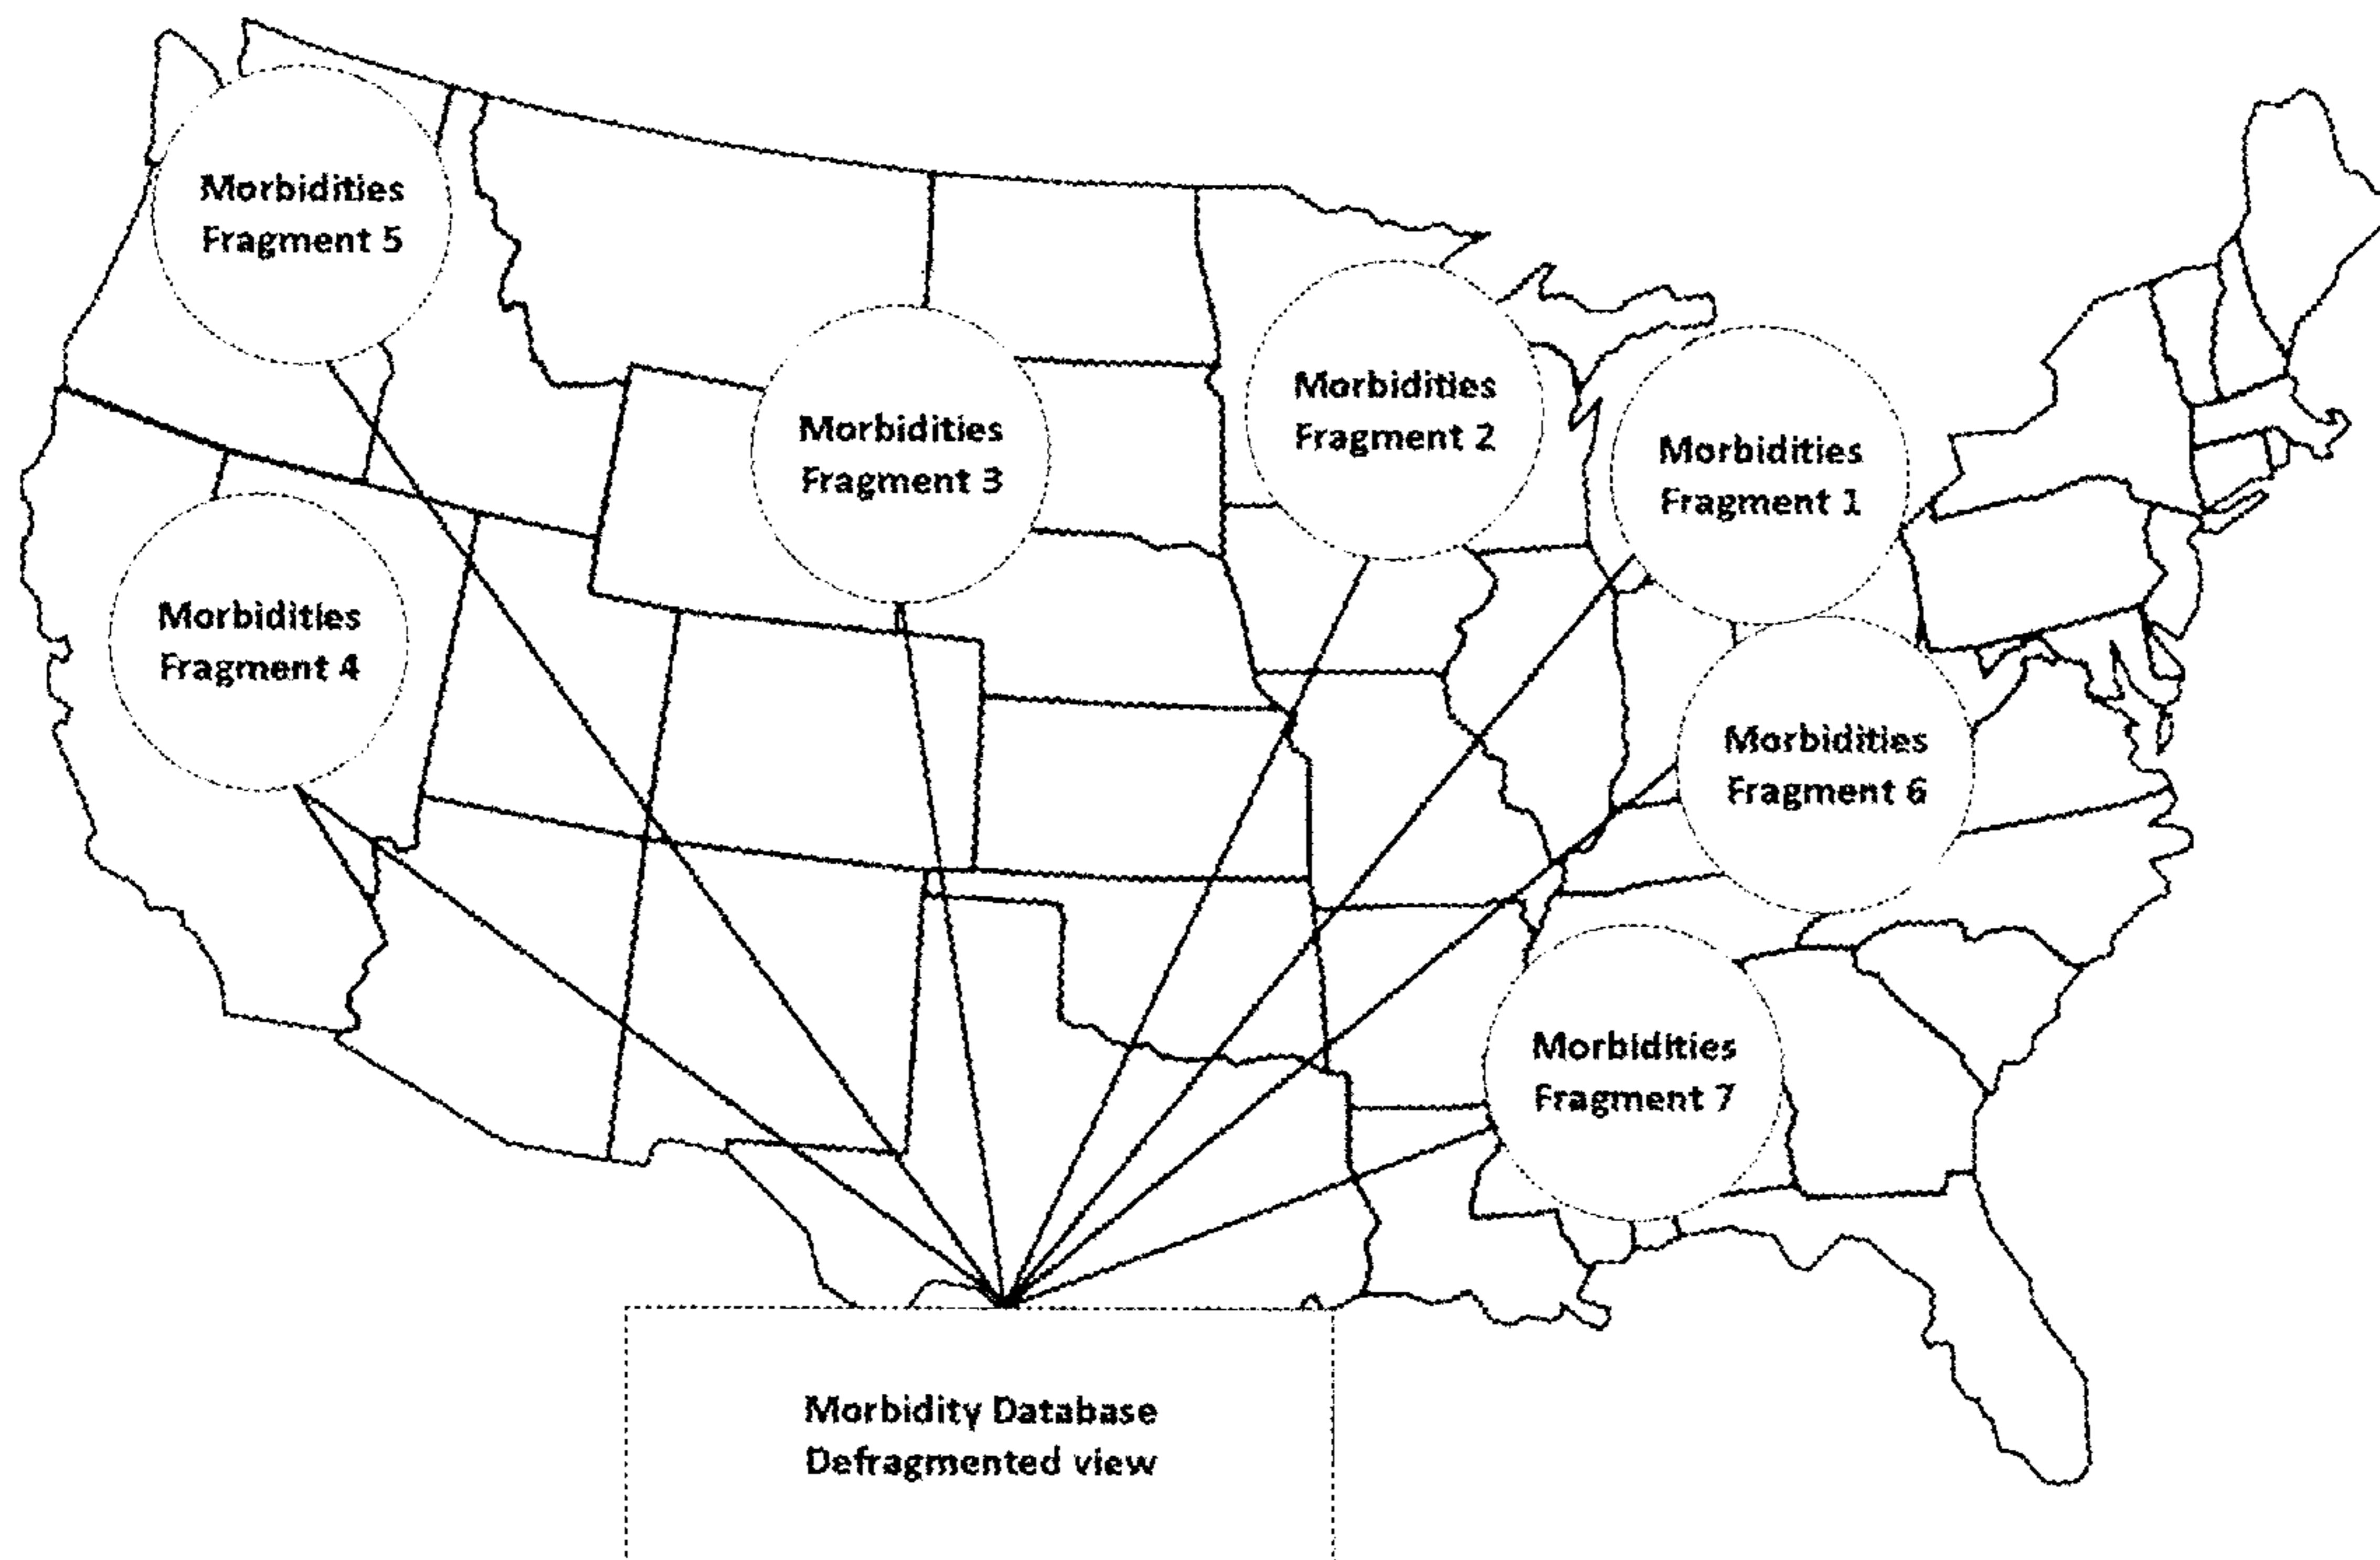 Morbidities
Fragment 5
Morbidities
Fragment 3
Morbidities
Fragment 2
Morbidities
Fragment 1
Morbidities
Fragment 4
Morbidities
Fragment 6
Morbidities
Fragment 7
Morbidity Database
Defragmented view